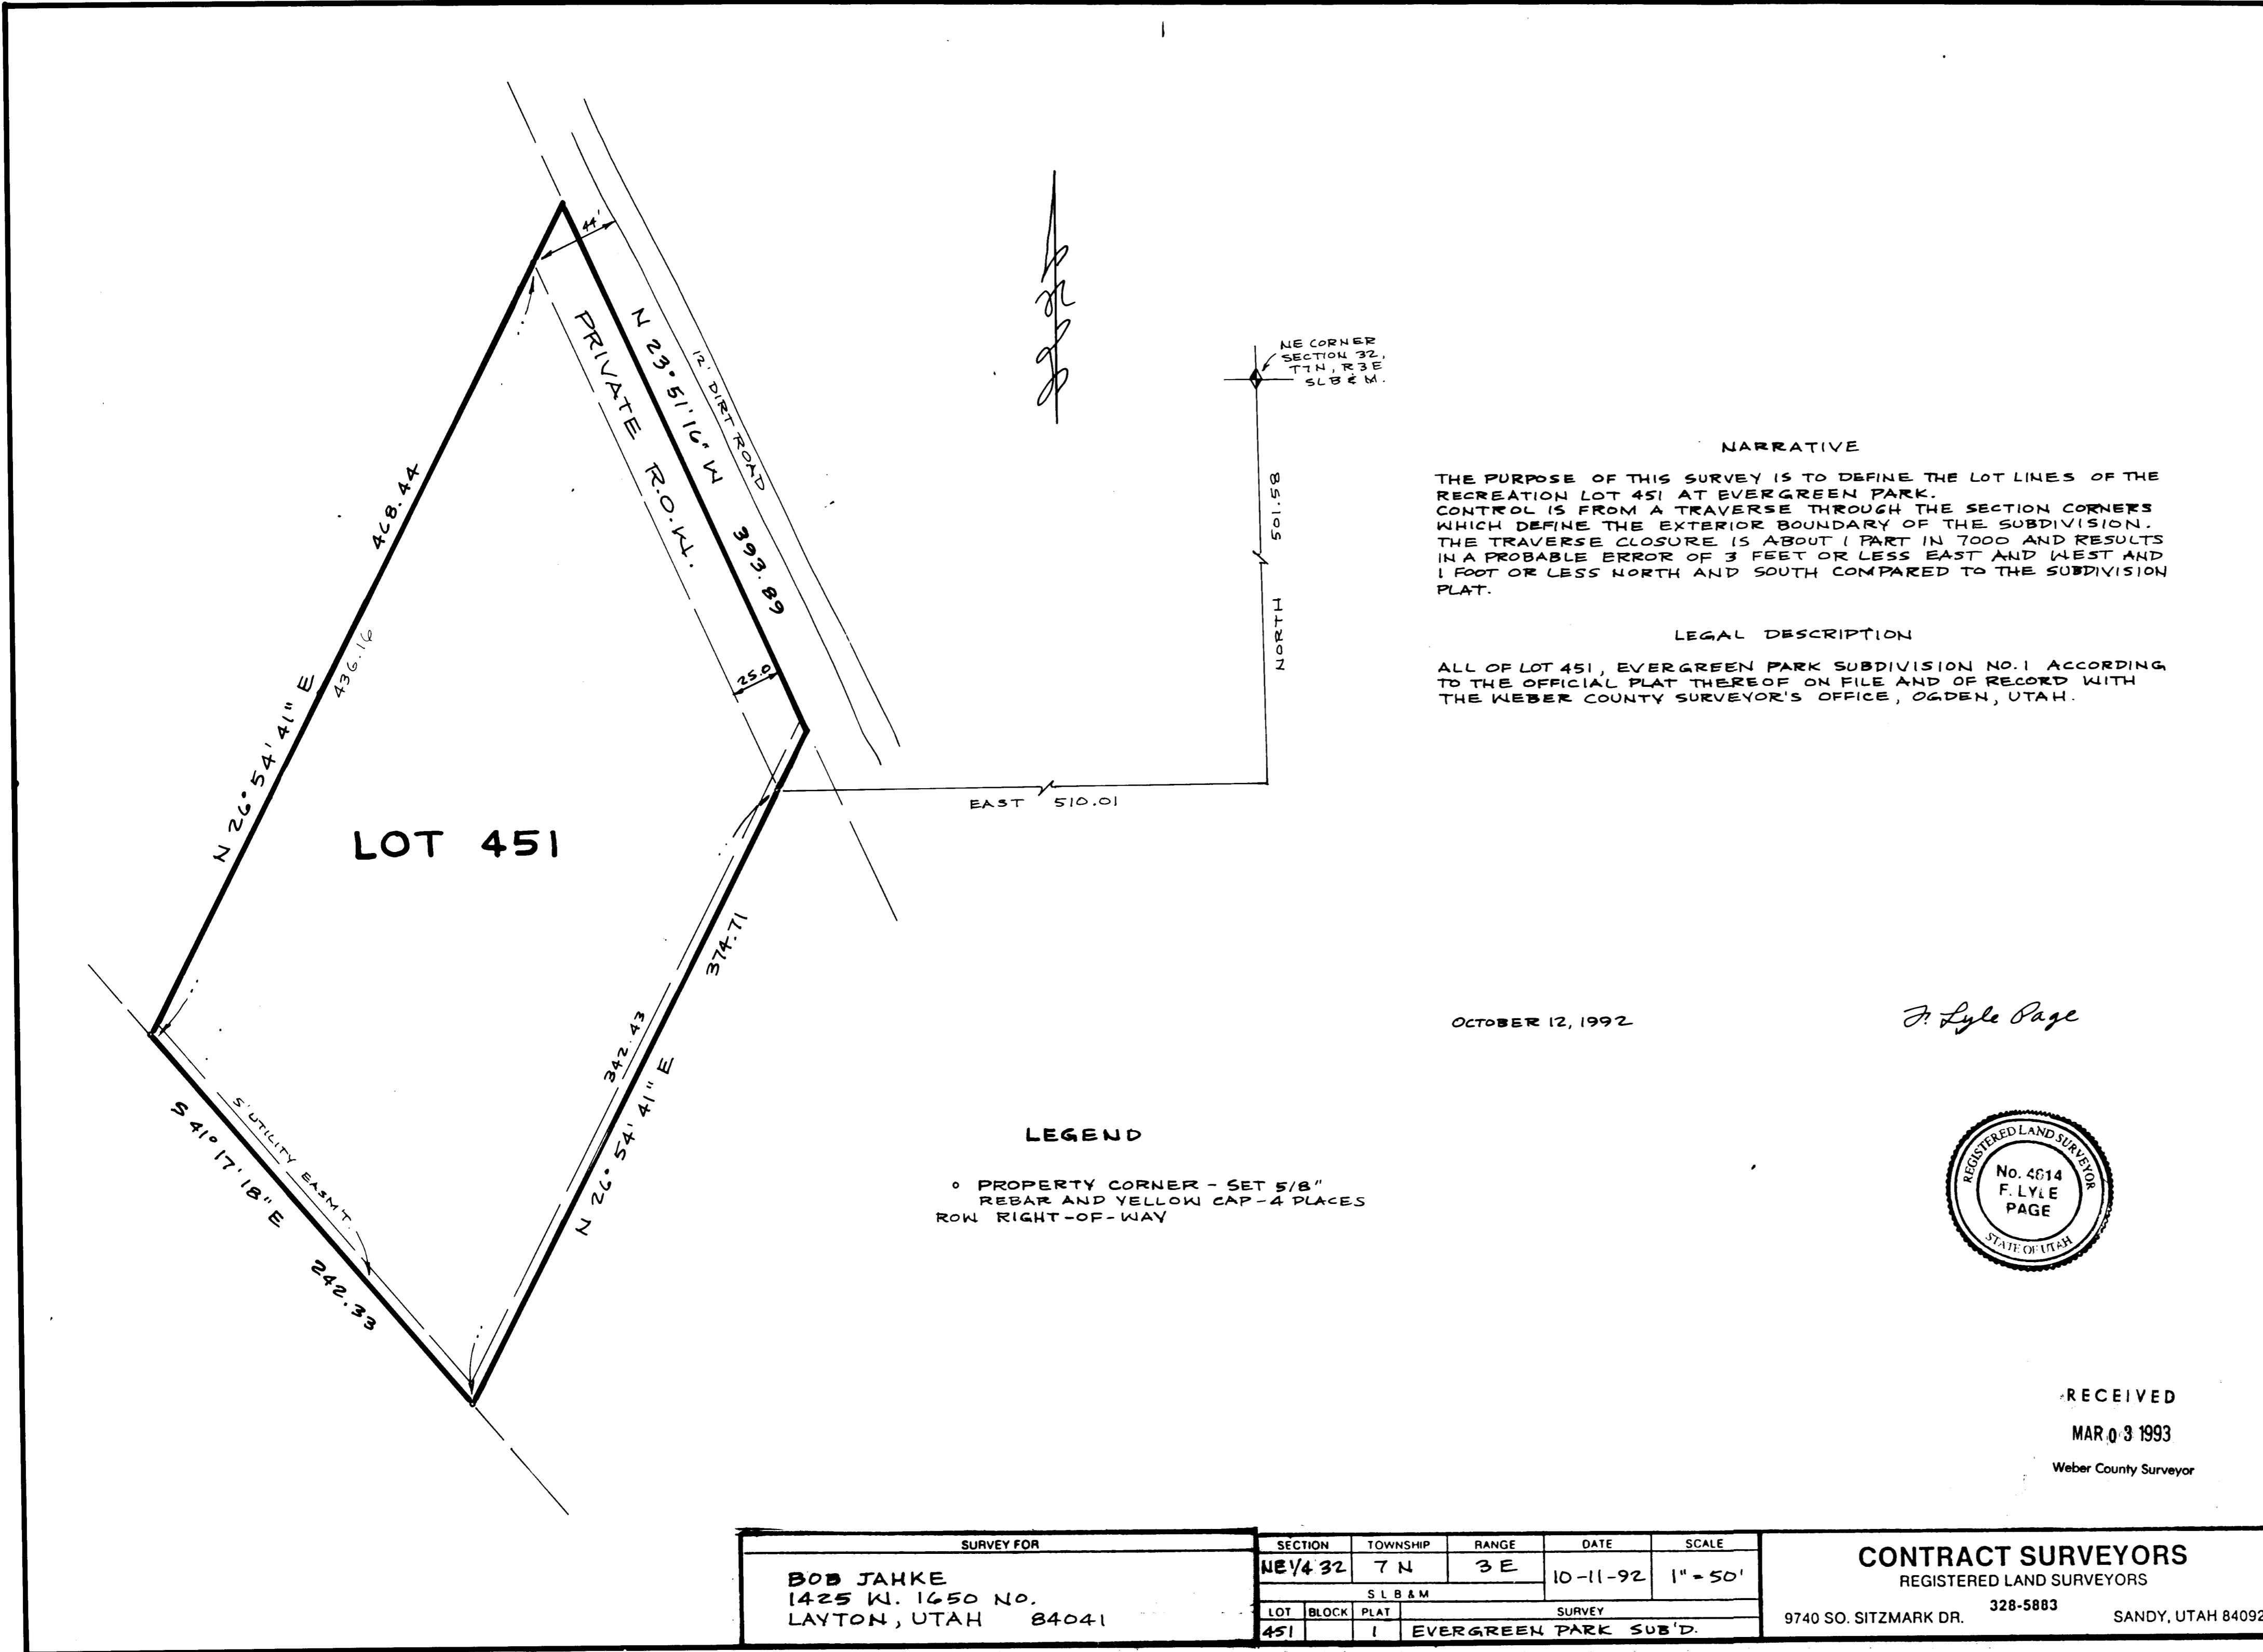 44'
N 23° 51' 16" W 393.89
12' DIRT ROAD
PRIVATE R.O.W.
25.0
468.44
436.16
N 26° 54' 41" E
LOT 451
374.71
342.43
N 26° 54' 41" E
5' UTILITY EASM'T.
S 41° 17' 18" E
242.33
NE CORNER
SECTION 32,
T7N, R3E
SLB & M.
NORTH 501.58
EAST 510.01
NARRATIVE
THE PURPOSE OF THIS SURVEY IS TO DEFINE THE LOT LINES OF THE
RECREATION LOT 451 AT EVERGREEN PARK.
CONTROL IS FROM A TRAVERSE THROUGH THE SECTION CORNERS
WHICH DEFINE THE EXTERIOR BOUNDARY OF THE SUBDIVISION.
THE TRAVERSE CLOSURE IS ABOUT 1 PART IN 7000 AND RESULTS
IN A PROBABLE ERROR OF 3 FEET OR LESS EAST AND WEST AND
1 FOOT OR LESS NORTH AND SOUTH COMPARED TO THE SUBDIVISION
PLAT.
LEGAL DESCRIPTION
ALL OF LOT 451, EVERGREEN PARK SUBDIVISION NO. 1 ACCORDING
TO THE OFFICIAL PLAT THEREOF ON FILE AND OF RECORD WITH
THE WEBER COUNTY SURVEYOR'S OFFICE, OGDEN, UTAH.
OCTOBER 12, 1992
F. Lyle Page
LEGEND
PROPERTY CORNER - SET 5/8"
REBAR AND YELLOW CAP - 4 PLACES
ROW RIGHT-OF-WAY
REGISTERED LAND SURVEYOR
No. 4614
F. LYLE
PAGE
STATE OF UTAH
RECEIVED
MAR 03 1993
Weber County Surveyor
SURVEY FOR
BOB JAHKE
1425 W. 1650 NO.
LAYTON, UTAH 84041
SECTION TOWNSHIP RANGE DATE SCALE
NE 1/4 32 7 N 3 E 10-11-92 1" = 50'
S L B & M
LOT BLOCK PLAT SURVEY
451 1 EVERGREEN PARK SUB'D.
CONTRACT SURVEYORS
REGISTERED LAND SURVEYORS
328-5883
9740 SO. SITZMARK DR. SANDY, UTAH 84092